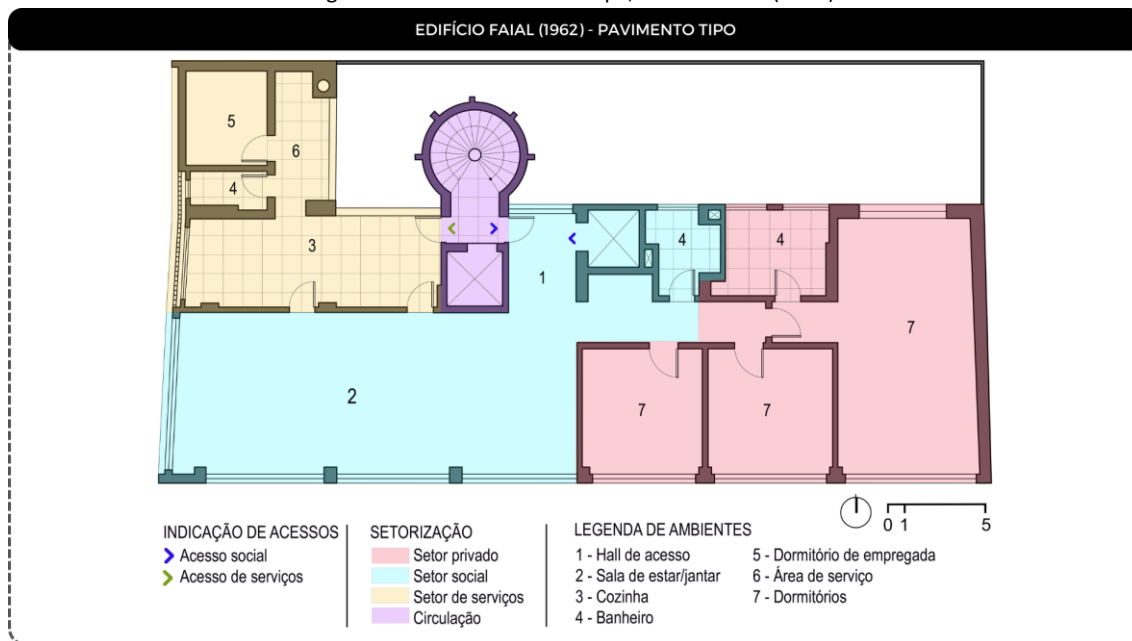 EDIFÍCIO FAIAL (1962) - PAVIMENTO TIPO
5
6
4
3
1
4
4
7
2
7
7
0 1 5
INDICAÇÃO DE ACESSOS
Acesso social
Acesso de serviços
SETORIZAÇÃO
Setor privado
Setor social
Setor de serviços
Circulação
LEGENDA DE AMBIENTES
1 - Hall de acesso
2 - Sala de estar/jantar
3 - Cozinha
4 - Banheiro
5 - Dormitório de empregada
6 - Área de serviço
7 - Dormitórios